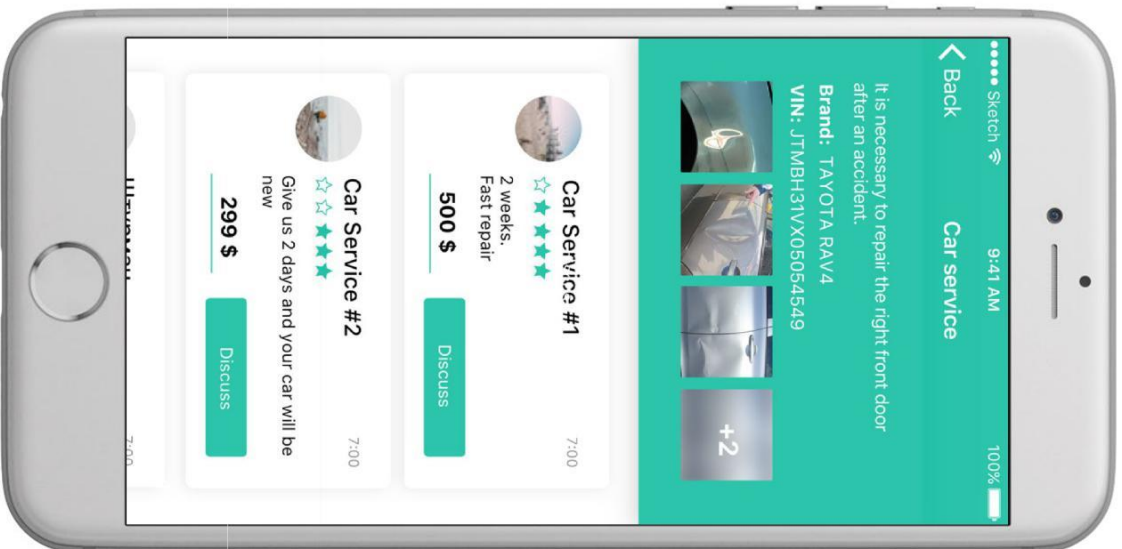 Sketch
9:41 AM
100%
Back
Car service
It is necessary to repair the right front door
after an accident.
Brand: TAYOTA RAV4
VIN: JTMBH31VX05054549
+2
Car Service #1
7:00
2 weeks.
Fast repair
500 $
Discuss
Car Service #2
7:00
Give us 2 days and your car will be
new
299 $
Discuss
7:00